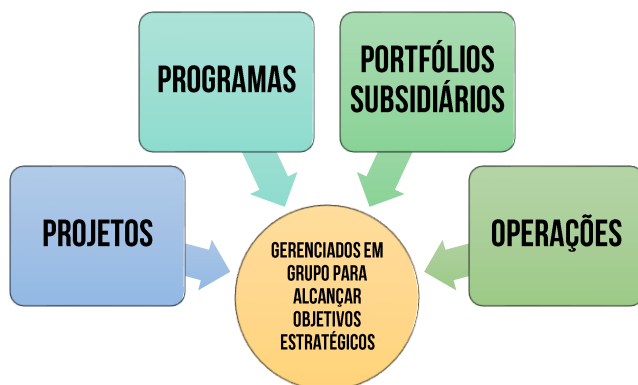 PROGRAMAS
PORTFÓLIOS
SUBSIDIÁRIOS
PROJETOS
OPERAÇÕES
GERENCIADOS EM
GRUPO PARA
ALCANÇAR
OBJETIVOS
ESTRATÉGICOS